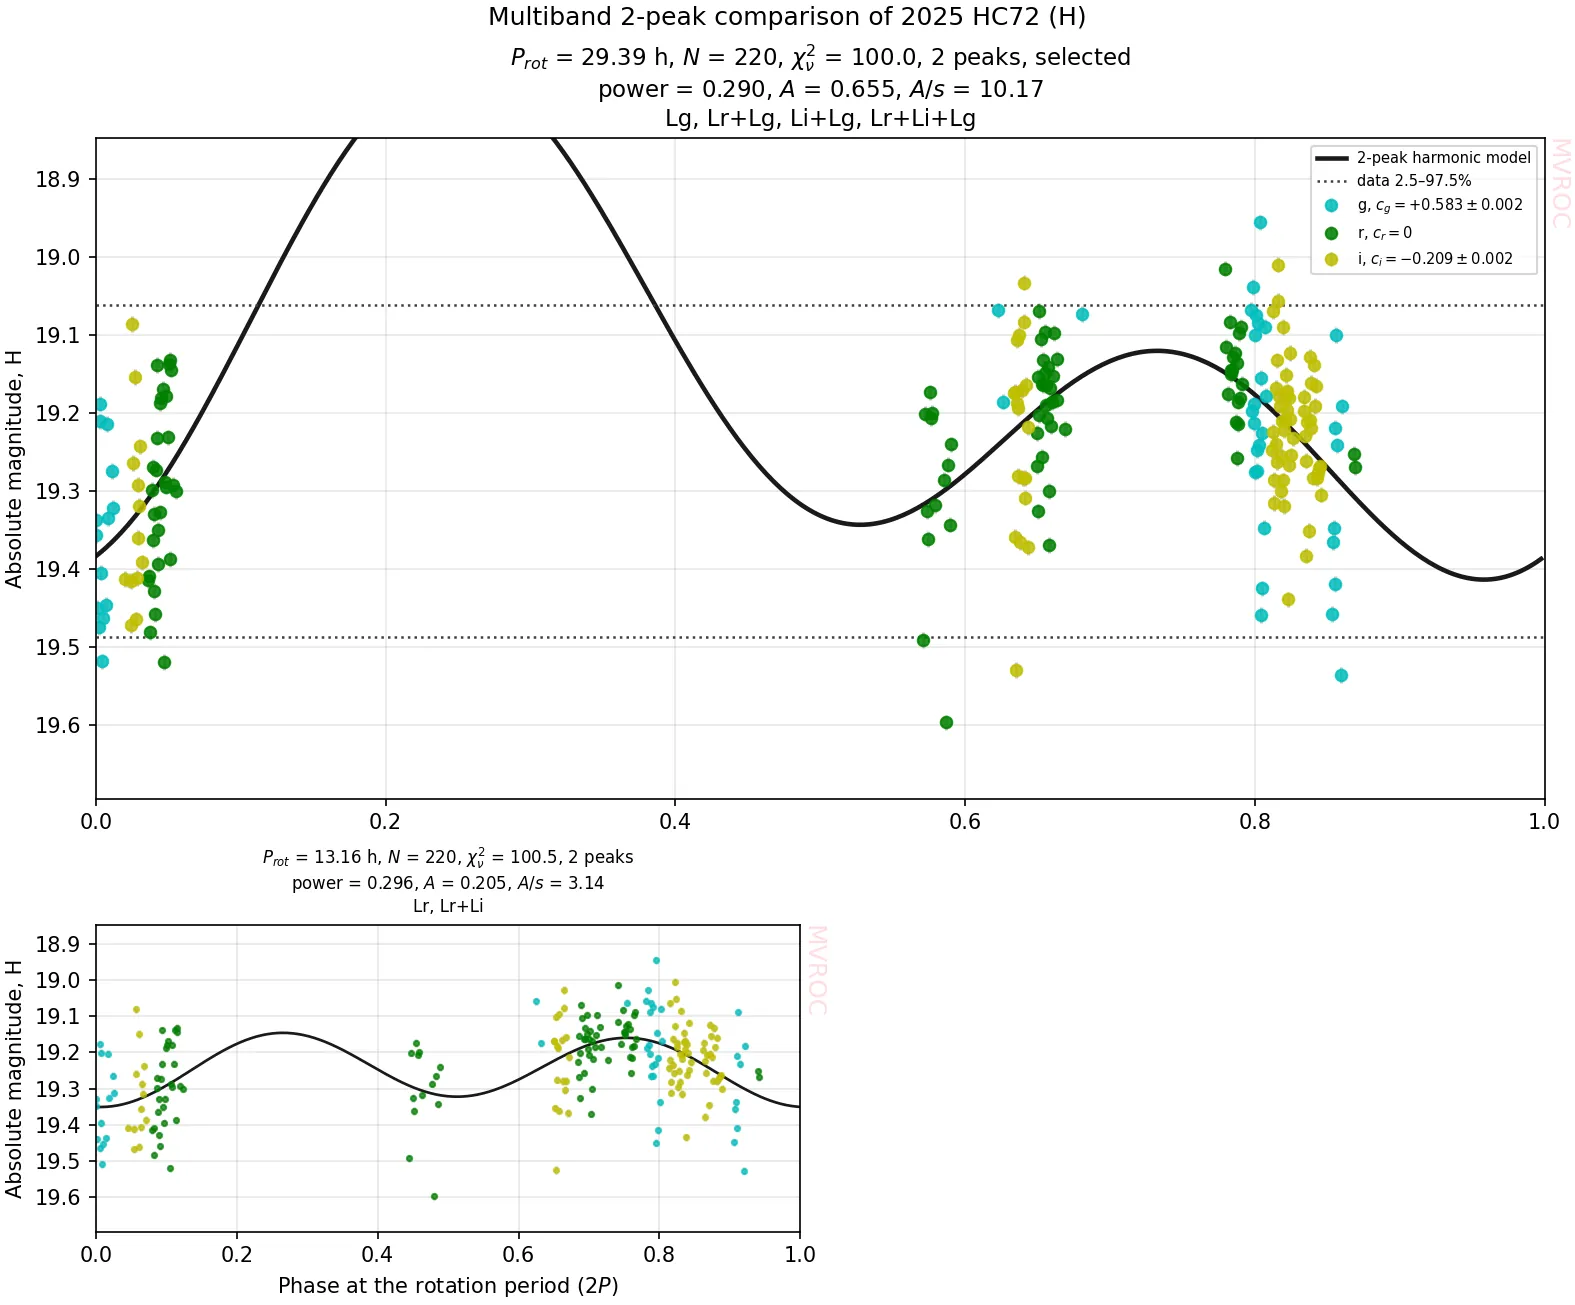 Multiband 2-peak comparison of 2025 HC72 (H)
P_rot = 29.39 h, N = 220, χ²_ν = 100.0, 2 peaks, selected
power = 0.290, A = 0.655, A/s = 10.17
Lg, Lr+Lg, Li+Lg, Lr+Li+Lg
2-peak harmonic model
data 2.5–97.5%
g, c_g = +0.583 ± 0.002
r, c_r = 0
i, c_i = −0.209 ± 0.002
MVROC
Absolute magnitude, H
18.9
19.0
19.1
19.2
19.3
19.4
19.5
19.6
0.0 0.2 0.4 0.6 0.8 1.0
P_rot = 13.16 h, N = 220, χ²_ν = 100.5, 2 peaks
power = 0.296, A = 0.205, A/s = 3.14
Lr, Lr+Li
MVROC
Absolute magnitude, H
18.9
19.0
19.1
19.2
19.3
19.4
19.5
19.6
0.0 0.2 0.4 0.6 0.8 1.0
Phase at the rotation period (2P)